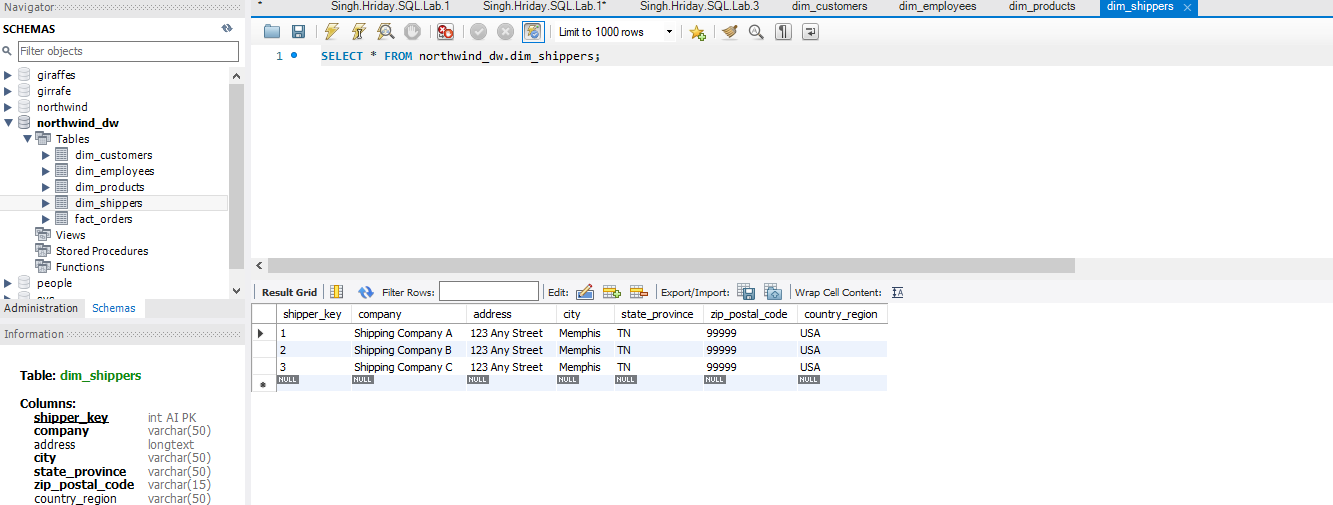 Navigator
* Singh.Hriday.SQL.Lab.1 Singh.Hriday.SQL.Lab.1* Singh.Hriday.SQL.Lab.3 dim_customers dim_employees dim_products dim_shippers
SCHEMAS
Filter objects
giraffes
girrafe
northwind
northwind_dw
Tables
dim_customers
dim_employees
dim_products
dim_shippers
fact_orders
Views
Stored Procedures
Functions
people
Administration Schemas
Information
Table: dim_shippers
Columns:
shipper_key int AI PK
company varchar(50)
address longtext
city varchar(50)
state_province varchar(50)
zip_postal_code varchar(15)
country_region varchar(50)
Limit to 1000 rows
1 SELECT * FROM northwind_dw.dim_shippers;
Result Grid Filter Rows: Edit: Export/Import: Wrap Cell Content: IA
shipper_key company address city state_province zip_postal_code country_region
1 Shipping Company A 123 Any Street Memphis TN 99999 USA
2 Shipping Company B 123 Any Street Memphis TN 99999 USA
3 Shipping Company C 123 Any Street Memphis TN 99999 USA
NULL NULL NULL NULL NULL NULL NULL